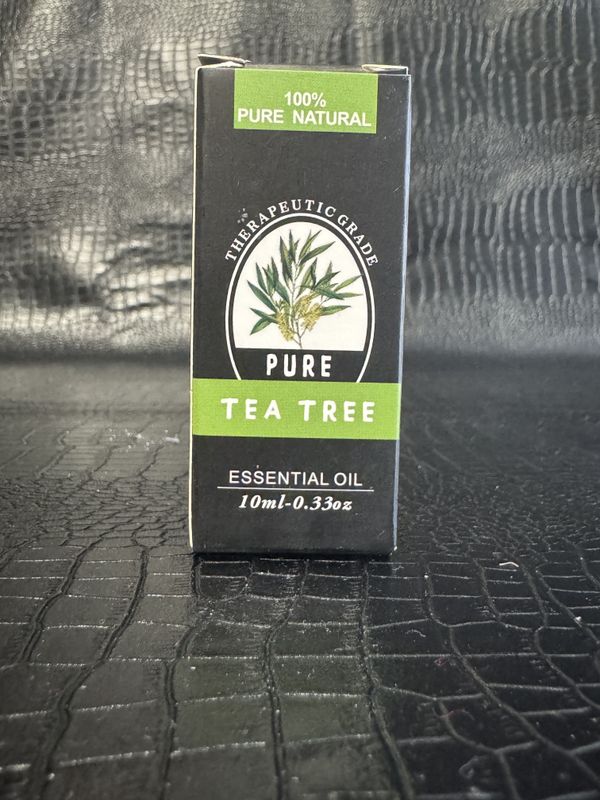 100%
PURE NATURAL
THERAPEUTIC GRADE
PURE
TEA TREE
ESSENTIAL OIL
10ml-0.33oz